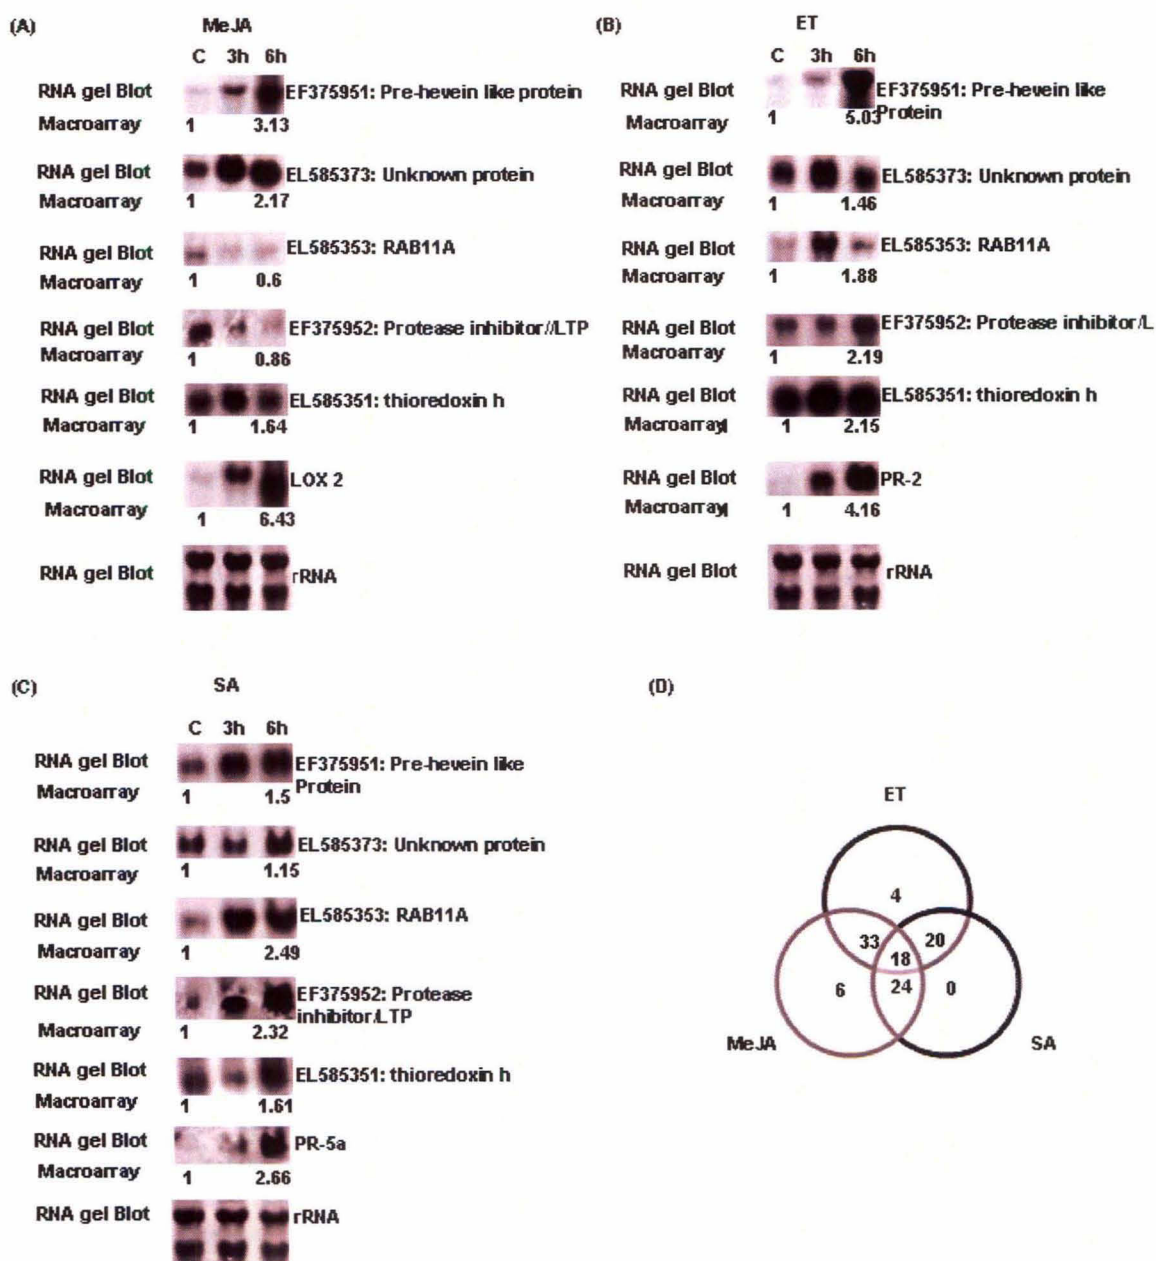 (A)
MeJA
C 3h 6h
RNA gel Blot EF375951: Pre-hevein like protein
Macroarray 1 3.13
RNA gel Blot EL585373: Unknown protein
Macroarray 1 2.17
RNA gel Blot EL585353: RAB11A
Macroarray 1 0.6
RNA gel Blot EF375952: Protease inhibitor//LTP
Macroarray 1 0.86
RNA gel Blot EL585351: thioredoxin h
Macroarray 1 1.64
RNA gel Blot LOX 2
Macroarray 1 6.43
RNA gel Blot rRNA
(B)
ET
C 3h 6h
RNA gel Blot EF375951: Pre-hevein like
Protein
Macroarray 1 5.03
RNA gel Blot EL585373: Unknown protein
Macroarray 1 1.46
RNA gel Blot EL585353: RAB11A
Macroarray 1 1.88
RNA gel Blot EF375952: Protease inhibitor/L
Macroarray 1 2.19
RNA gel Blot EL585351: thioredoxin h
Macroarray 1 2.15
RNA gel Blot PR-2
Macroarray 1 4.16
RNA gel Blot rRNA
(C)
SA
C 3h 6h
RNA gel Blot EF375951: Pre-hevein like
Protein
Macroarray 1 1.5
RNA gel Blot EL585373: Unknown protein
Macroarray 1 1.15
RNA gel Blot EL585353: RAB11A
Macroarray 1 2.49
RNA gel Blot EF375952: Protease
inhibitor/LTP
Macroarray 1 2.32
RNA gel Blot EL585351: thioredoxin h
Macroarray 1 1.61
RNA gel Blot PR-5a
Macroarray 1 2.66
RNA gel Blot rRNA
(D)
ET
4
33 20
18
6 24 0
MeJA SA